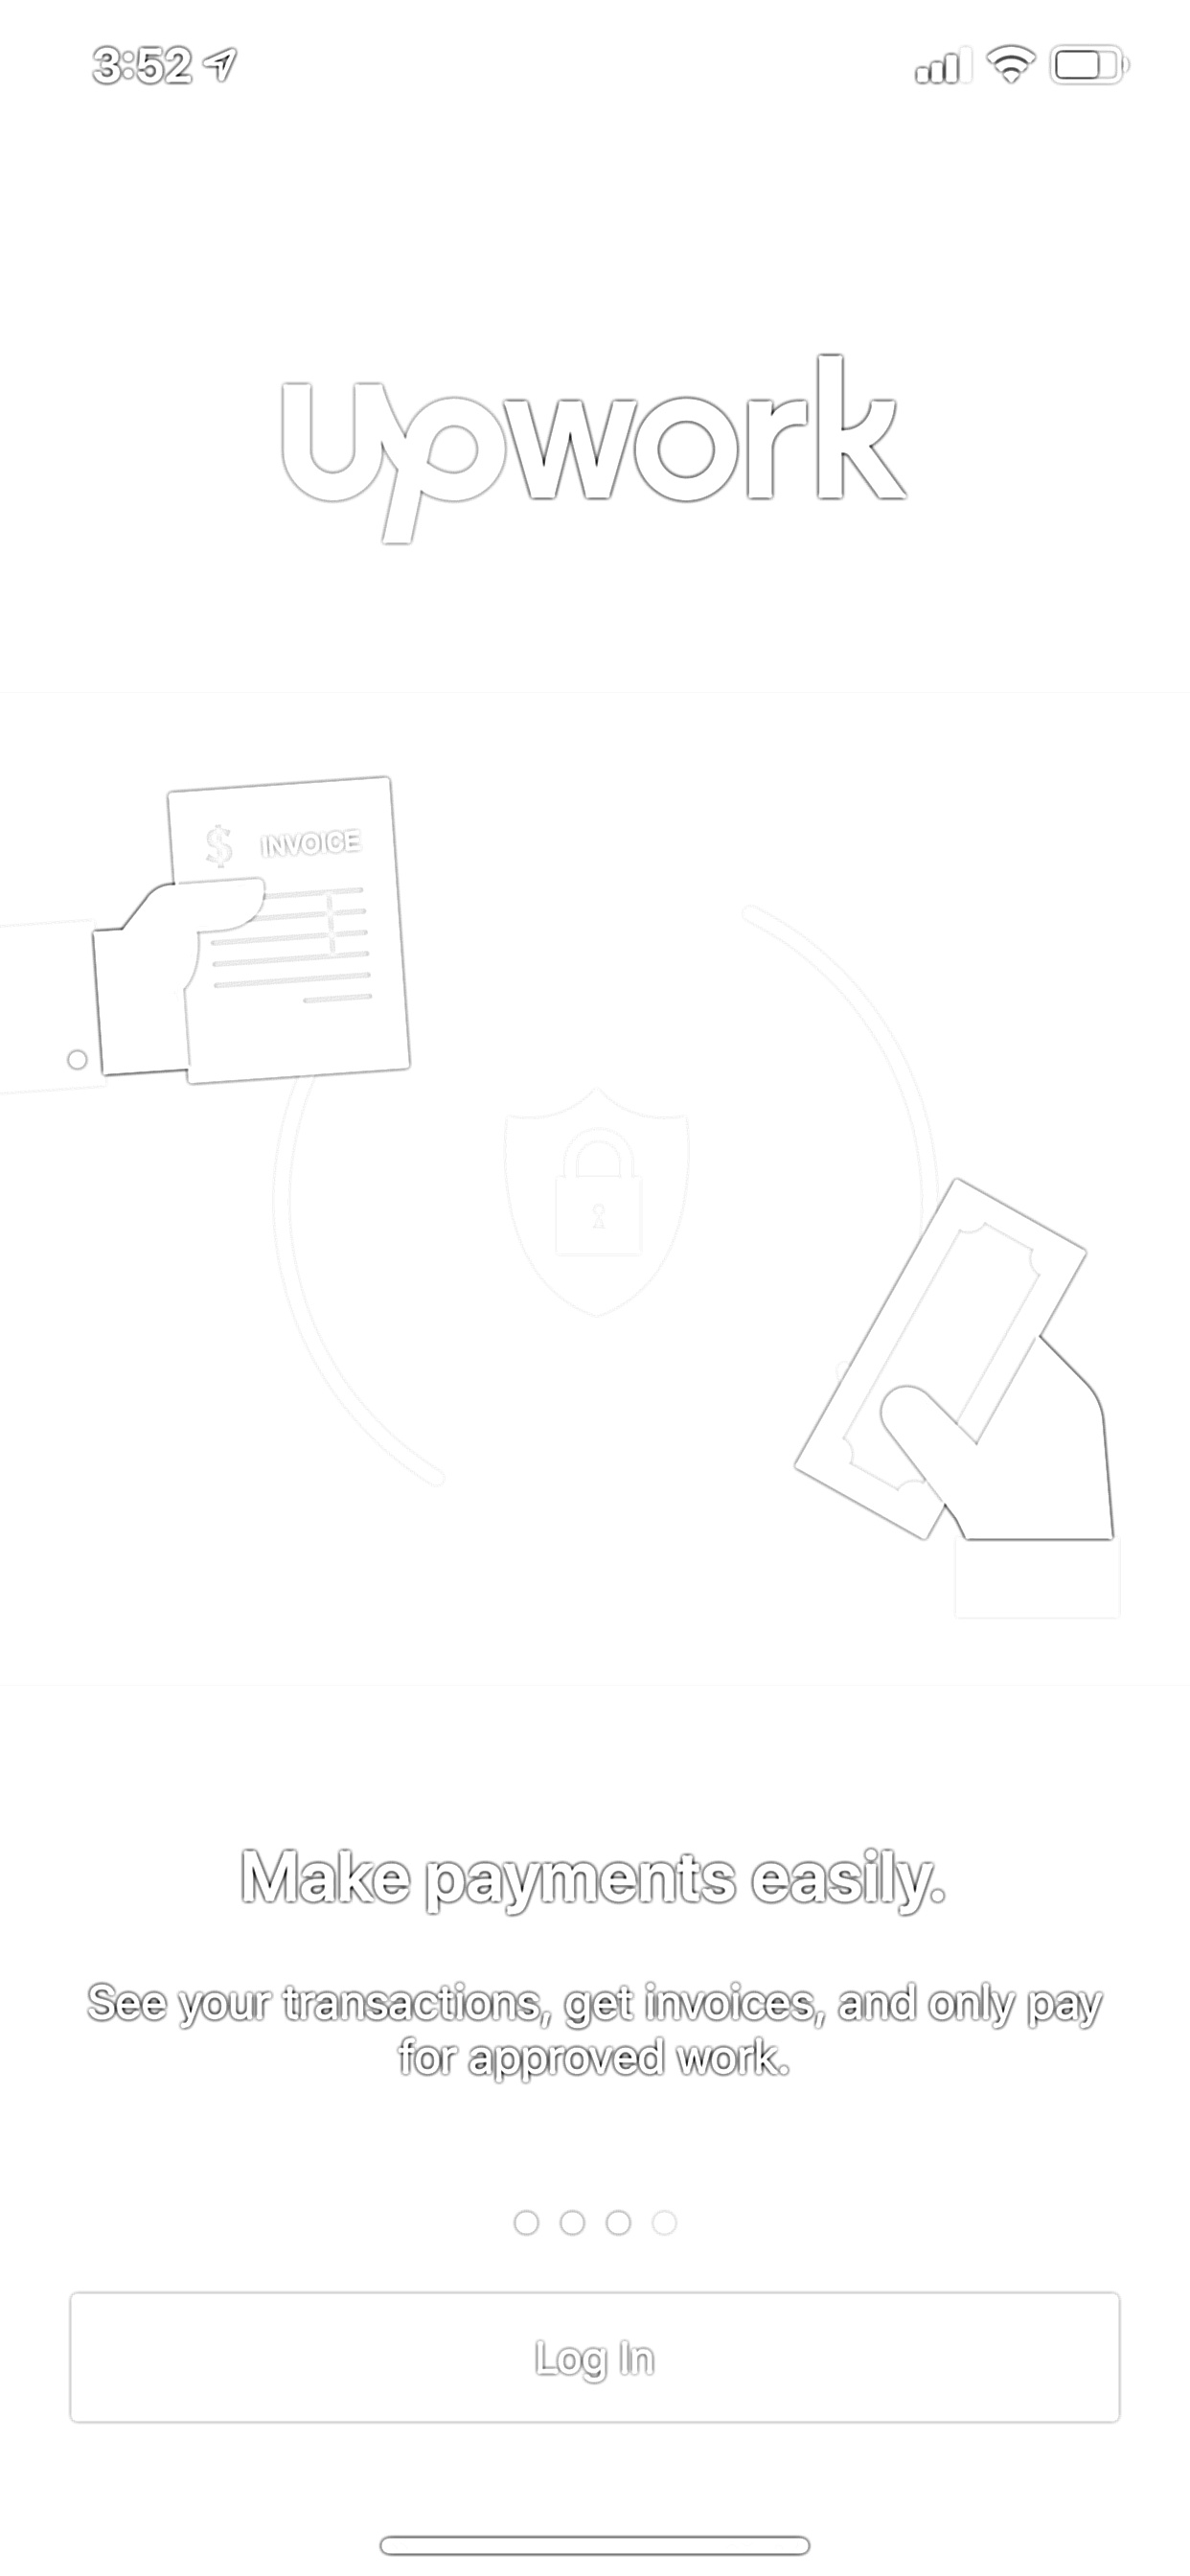 3:52
upwork
$ INVOICE
Make payments easily.
See your transactions, get invoices, and only pay
for approved work.
Log In